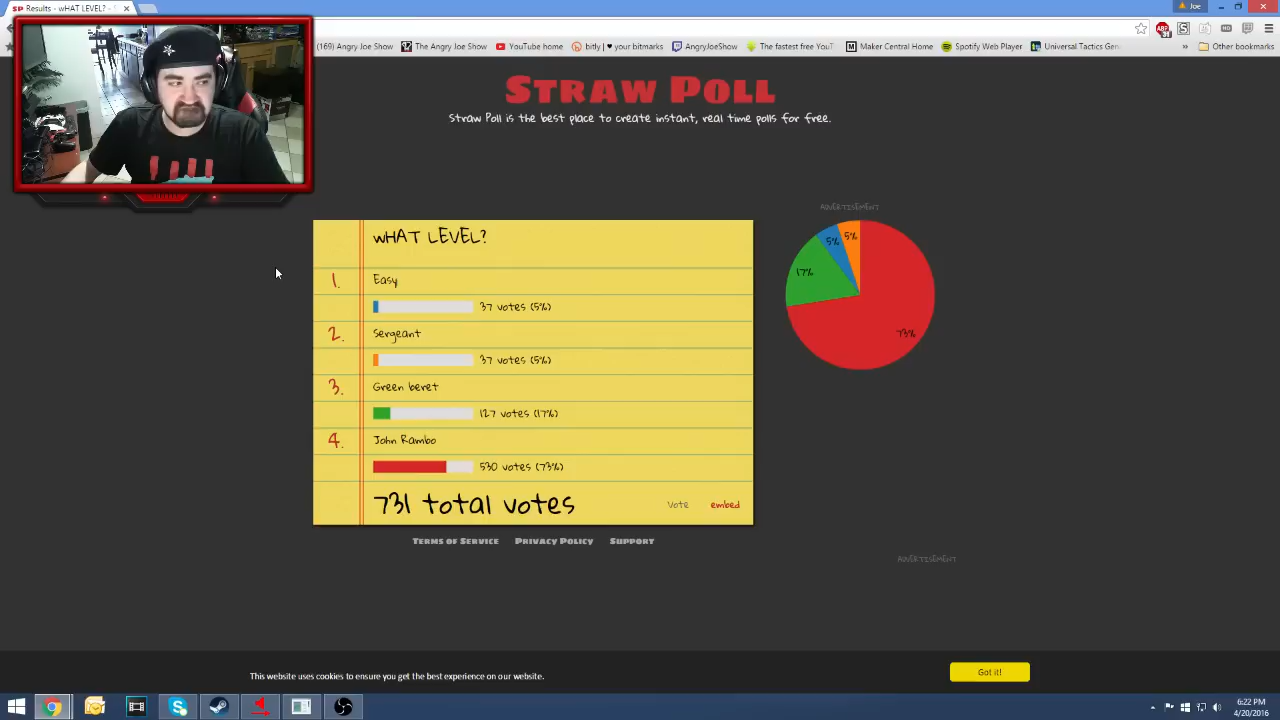 SP Results - wHAT LEVEL? - S
Joe
(169) Angry Joe Show
The Angry Joe Show
YouTube home
bitly | ♥ your bitmarks
AngryJoeShow
The fastest free YouT
Maker Central Home
Spotify Web Player
Universal Tactics Gen
»
Other bookmarks
Straw Poll
Straw Poll is the best place to create instant, real time polls for free.
ADVERTISEMENT
wHAT LEVEL?
1. Easy
37 votes (5%)
2. Sergeant
37 votes (5%)
3. Green beret
127 votes (17%)
4. John Rambo
530 votes (73%)
731 total votes
Vote
embed
5%
5%
17%
73%
Terms of Service
Privacy Policy
Support
ADVERTISEMENT
This website uses cookies to ensure you get the best experience on our website.
Got it!
6:22 PM
4/20/2016